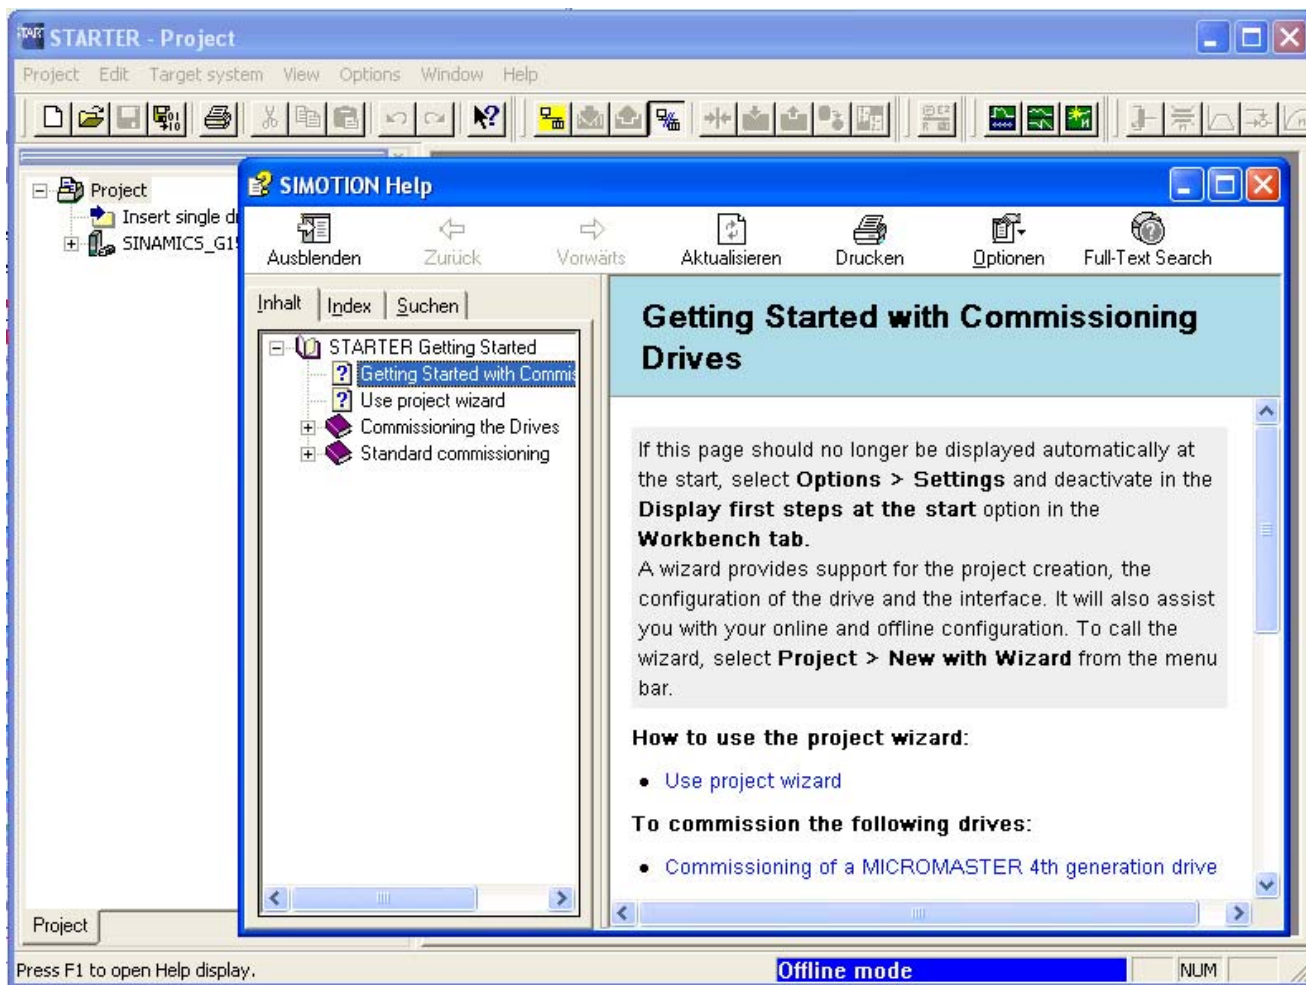 STARTER - Project
Project Edit Target system View Options Window Help
Project
Insert single
SINAMICS_G15
SIMOTION Help
Ausblenden Zurück Vorwärts Aktualisieren Drucken Optionen Full-Text Search
Inhalt Index Suchen
STARTER Getting Started
Getting Started with Commis
Use project wizard
Commissioning the Drives
Standard commissioning
Getting Started with Commissioning
Drives
If this page should no longer be displayed automatically at
the start, select Options > Settings and deactivate in the
Display first steps at the start option in the
Workbench tab.
A wizard provides support for the project creation, the
configuration of the drive and the interface. It will also assist
you with your online and offline configuration. To call the
wizard, select Project > New with Wizard from the menu
bar.
How to use the project wizard:
• Use project wizard
To commission the following drives:
• Commissioning of a MICROMASTER 4th generation drive
Project
Press F1 to open Help display.
Offline mode
NUM